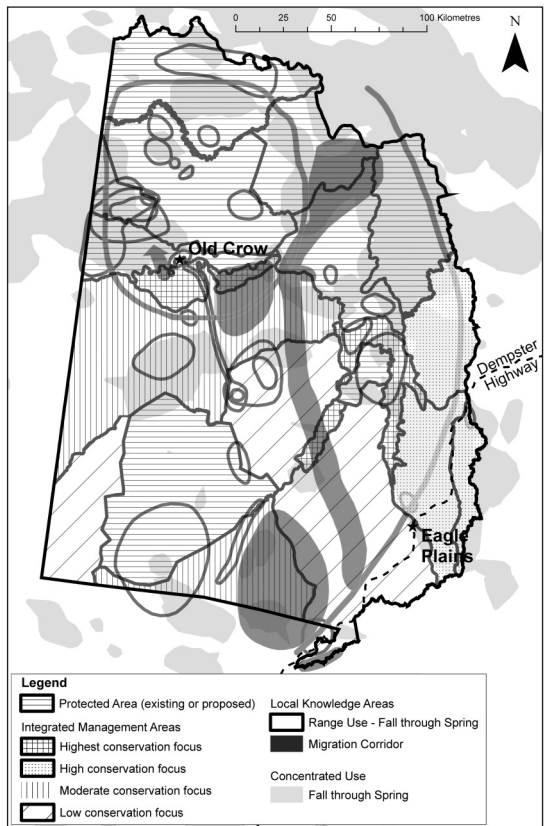 0 25 50 100 Kilometres
N
Old Crow
Dempster
Highway
Eagle
Plains
Legend
Protected Area (existing or proposed)
Integrated Management Areas
Highest conservation focus
High conservation focus
Moderate conservation focus
Low conservation focus
Local Knowledge Areas
Range Use - Fall through Spring
Migration Corridor
Concentrated Use
Fall through Spring